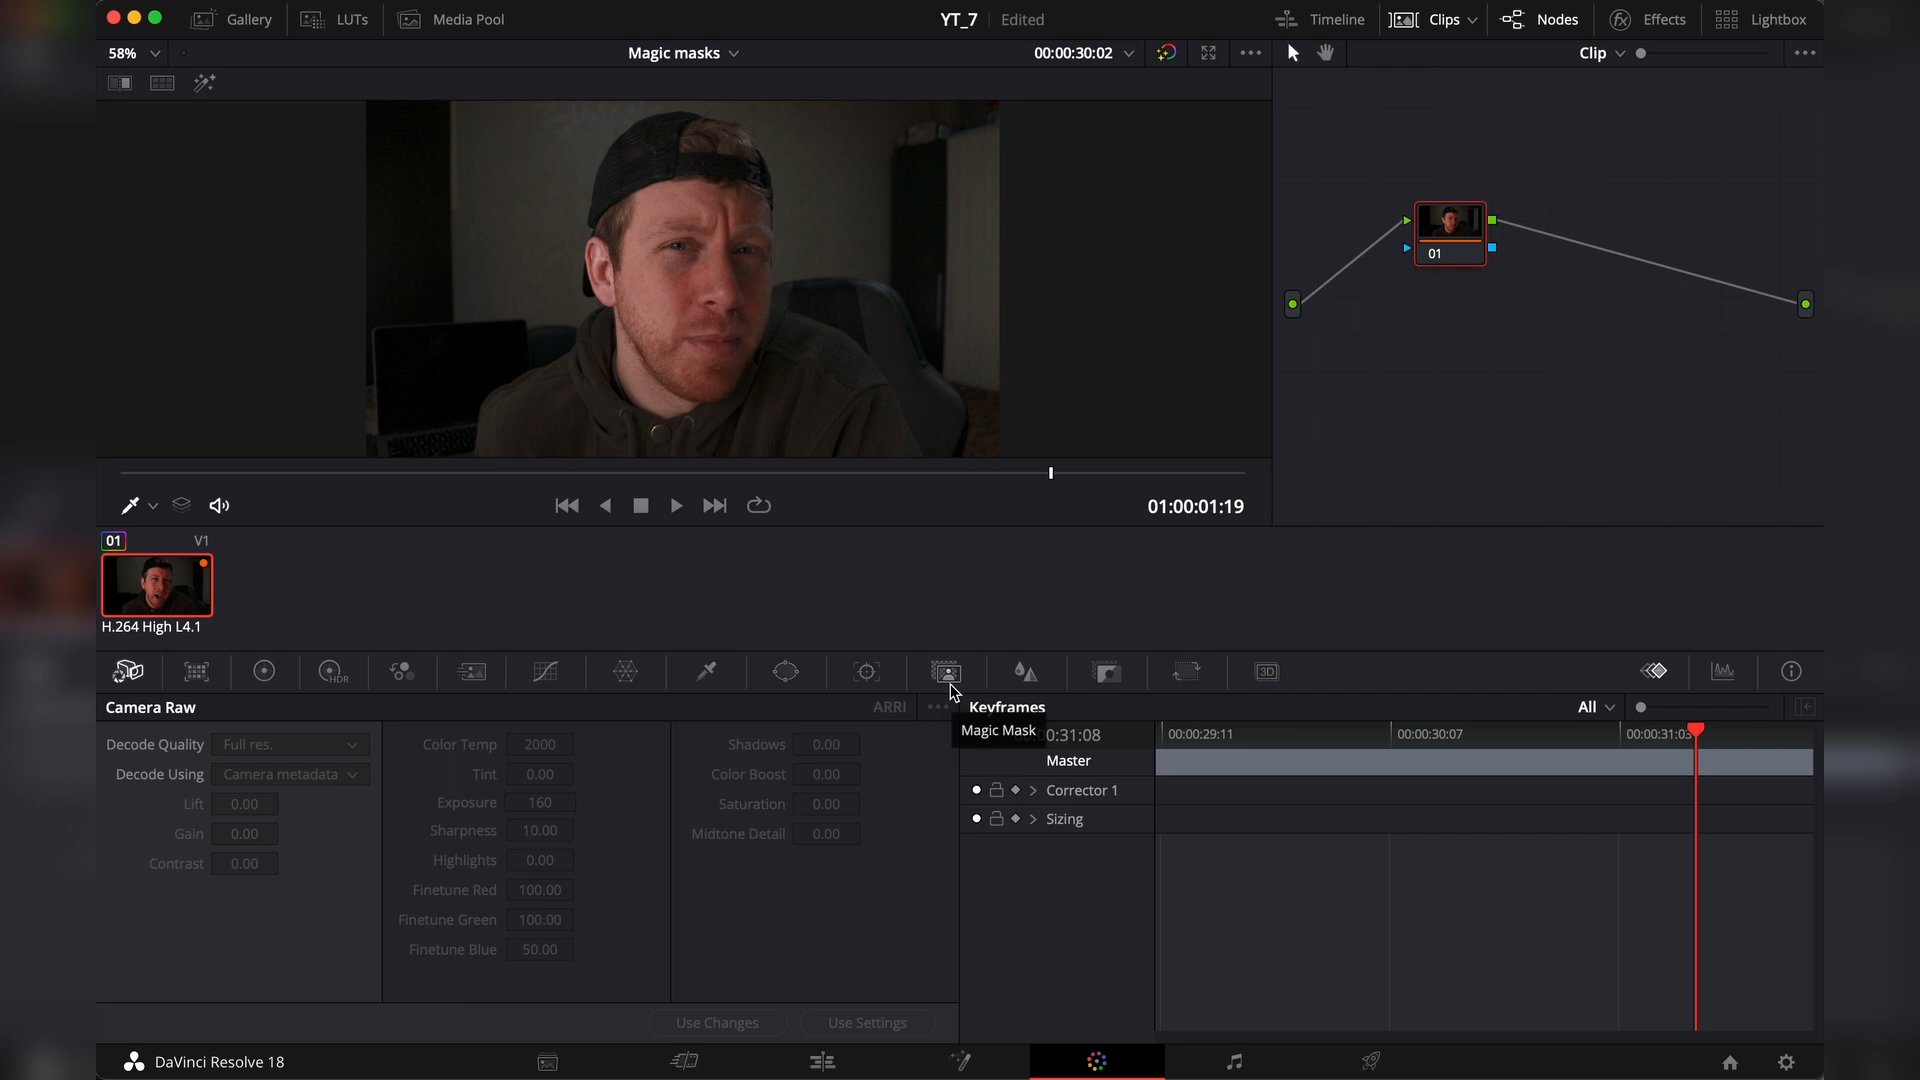 Gallery LUTs Media Pool YT_7 Edited Timeline Clips Nodes Effects Lightbox
58% Magic masks 00:00:30:02 Clip
01
01:00:01:19
01 V1
H.264 High L4.1
HDR 3D
Camera Raw ARRI Keyframes All
Magic Mask
Decode Quality Full res. Color Temp 2000 Shadows 0.00 00:31:08 00:00:29:11 00:00:30:07 00:00:31:03
Master
Decode Using Camera metadata Tint 0.00 Color Boost 0.00
Corrector 1
Lift 0.00 Exposure 160 Saturation 0.00
Sizing
Gain 0.00 Sharpness 10.00 Midtone Detail 0.00
Contrast 0.00 Highlights 0.00
Finetune Red 100.00
Finetune Green 100.00
Finetune Blue 50.00
Use Changes Use Settings
DaVinci Resolve 18